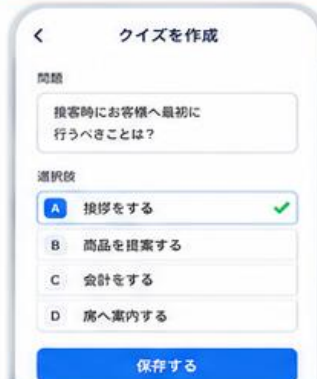 クイズを作成
問題
接客時にお客様へ最初に
行うべきことは？
選択肢
A 挨拶をする
B 商品を提案する
C 会計をする
D 席へ案内する
保存する